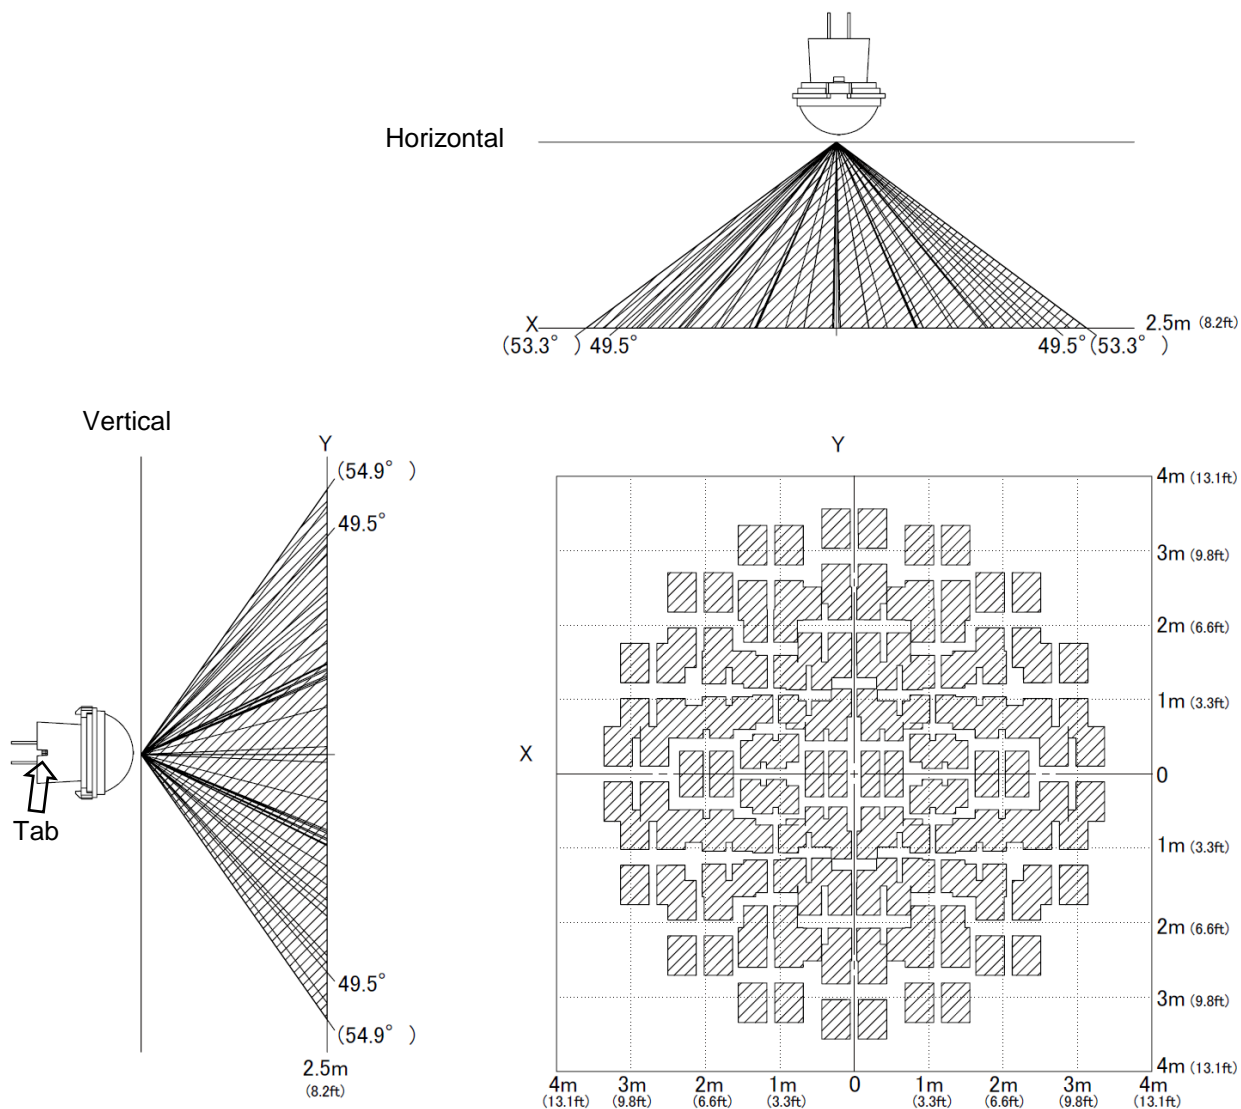 Horizontal
X
2.5m (8.2ft)
(53.3° ) 49.5°
49.5° (53.3° )
Vertical
Y
(54.9° )
49.5°
Tab
49.5°
(54.9° )
2.5m
(8.2ft)
Y
4m (13.1ft)
3m (9.8ft)
2m (6.6ft)
1m (3.3ft)
X
0
1m (3.3ft)
2m (6.6ft)
3m (9.8ft)
4m (13.1ft)
4m 3m 2m 1m 0 1m 2m 3m 4m
(13.1ft) (9.8ft) (6.6ft) (3.3ft) (3.3ft) (6.6ft) (9.8ft) (13.1ft)